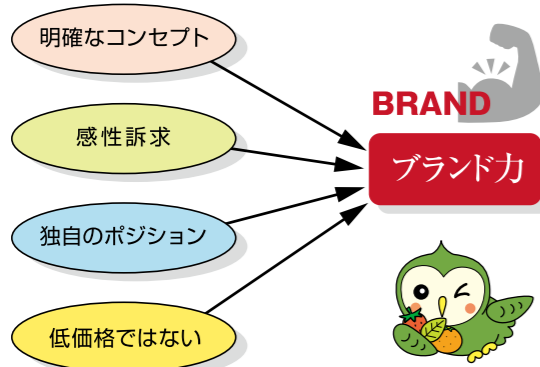 明確なコンセプト
感性訴求
独自のポジション
低価格ではない
BRAND
ブランド力